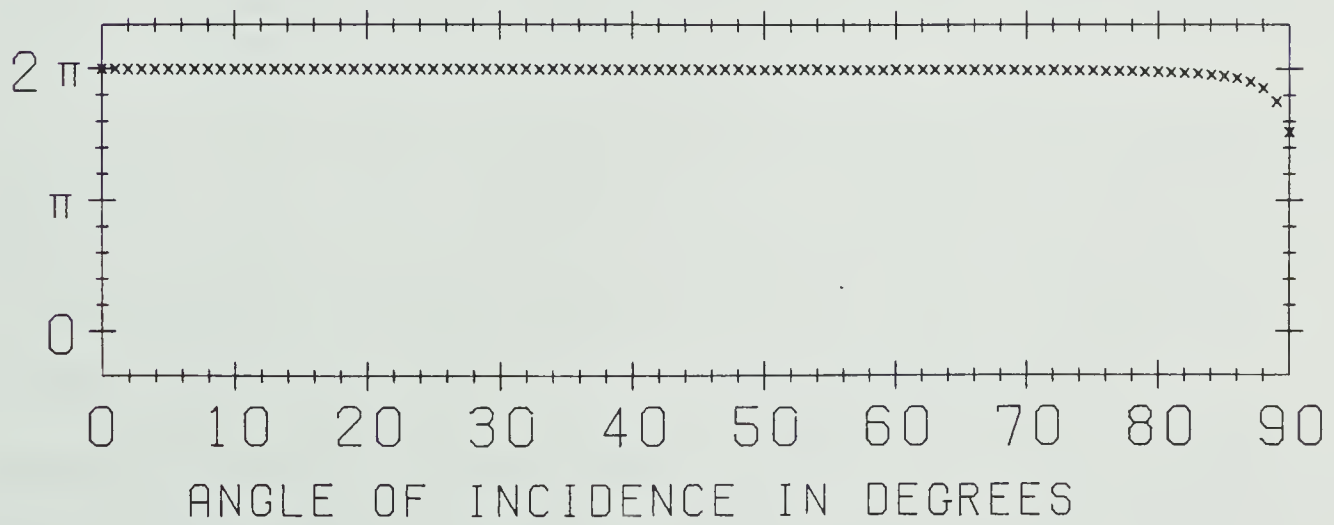 2 π
π
0
0 10 20 30 40 50 60 70 80 90
ANGLE OF INCIDENCE IN DEGREES